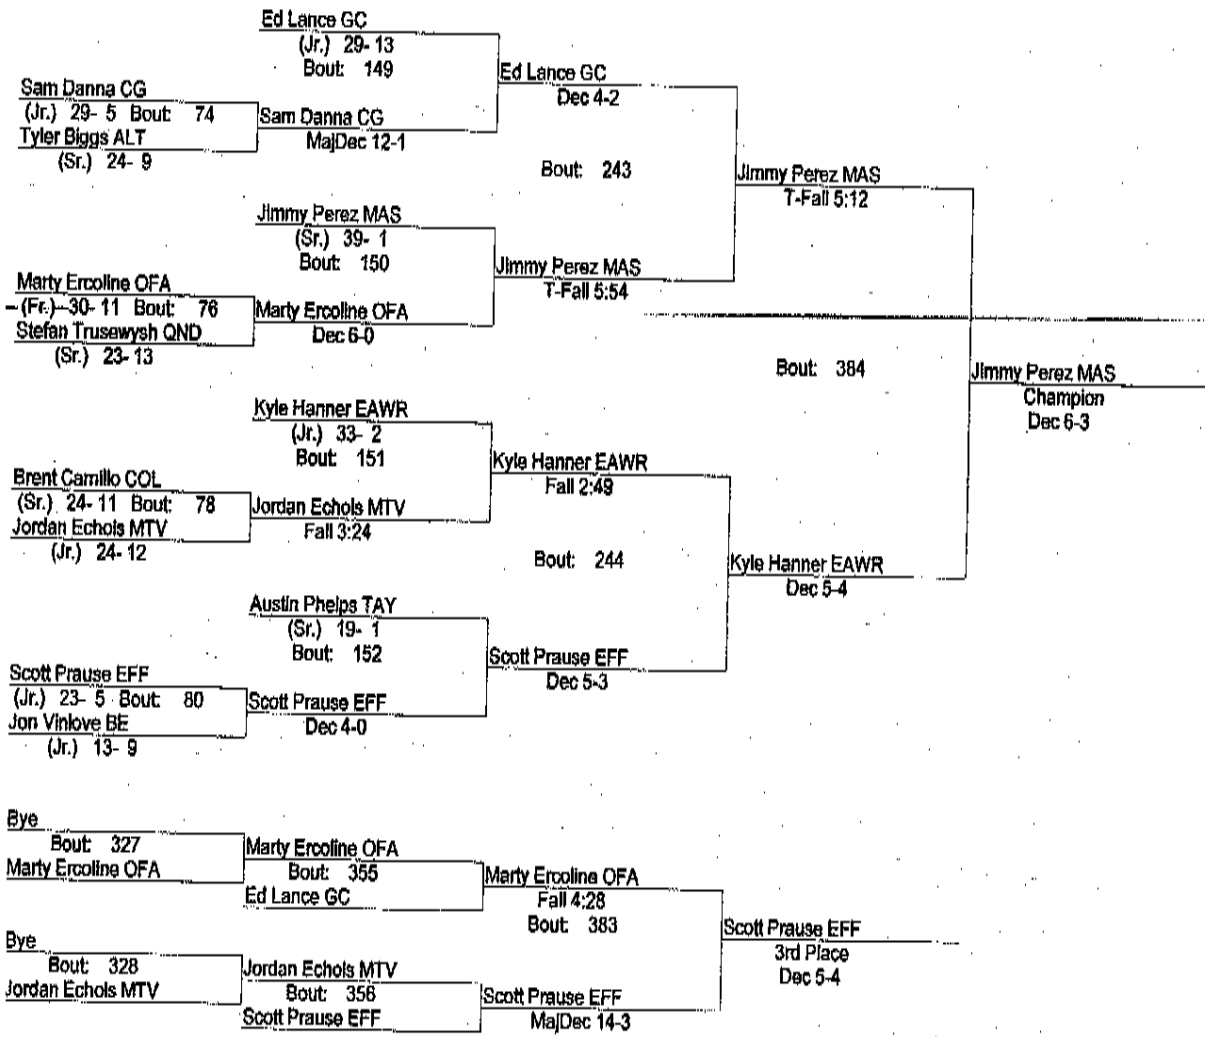 Ed Lance GC
(Jr.) 29- 13
Bout: 149
Sam Danna CG
(Jr.) 29- 5 Bout: 74
Tyler Biggs ALT
(Sr.) 24- 9
Sam Danna CG
MajDec 12-1
Ed Lance GC
Dec 4-2
Bout: 243
Jimmy Perez MAS
(Sr.) 39- 1
Bout: 150
Marty Ercoline OFA
(Fr.) 30- 11 Bout: 76
Stefan Trusewysh QND
(Sr.) 23- 13
Marty Ercoline OFA
Dec 6-0
Jimmy Perez MAS
T-Fall 5:54
Jimmy Perez MAS
T-Fall 5:12
Bout: 384
Jimmy Perez MAS
Champion
Dec 6-3
Kyle Hanner EAWR
(Jr.) 33- 2
Bout: 151
Brent Camillo COL
(Sr.) 24- 11 Bout: 78
Jordan Echols MTV
(Jr.) 24- 12
Jordan Echols MTV
Fall 3:24
Kyle Hanner EAWR
Fall 2:49
Bout: 244
Kyle Hanner EAWR
Dec 5-4
Austin Phelps TAY
(Sr.) 19- 1
Bout: 152
Scott Prause EFF
(Jr.) 23- 5 Bout: 80
Jon Vinlove BE
(Jr.) 13- 9
Scott Prause EFF
Dec 4-0
Scott Prause EFF
Dec 5-3
Bye
Bout: 327
Marty Ercoline OFA
Marty Ercoline OFA
Bout: 355
Ed Lance GC
Marty Ercoline OFA
Fall 4:28
Bout: 383
Bye
Bout: 328
Jordan Echols MTV
Jordan Echols MTV
Bout: 356
Scott Prause EFF
Scott Prause EFF
MajDec 14-3
Scott Prause EFF
3rd Place
Dec 5-4